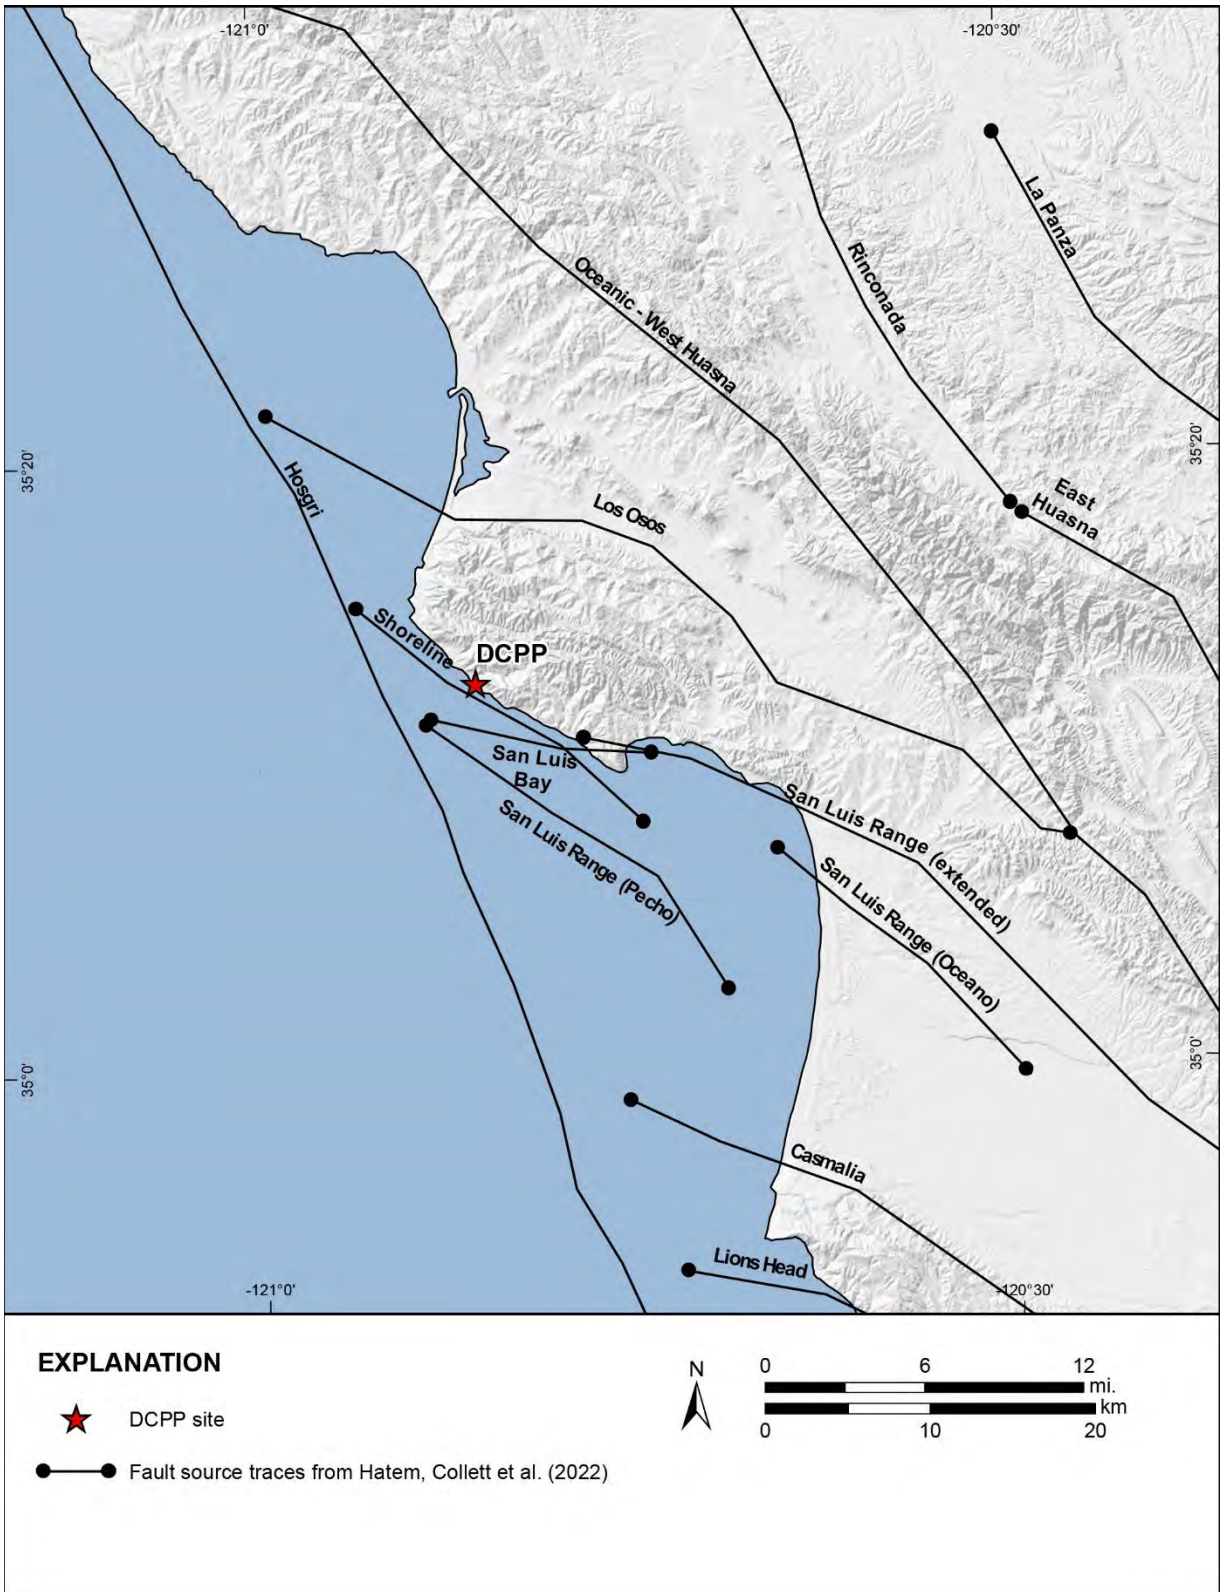 -121°0'
-120°30'
La Panza
Rinconada
Oceanic - West Huasna
35°20'
35°20'
Hosgri
East
Huasna
Los Osos
Shoreline
DCPP
San Luis
Bay
San Luis Range (Pecho)
San Luis Range (extended)
San Luis Range (Oceano)
35°0'
35°0'
Casmalia
Lions Head
-121°0'
-120°30'
EXPLANATION
DCPP site
Fault source traces from Hatem, Collett et al. (2022)
N
0 6 12
mi.
km
0 10 20